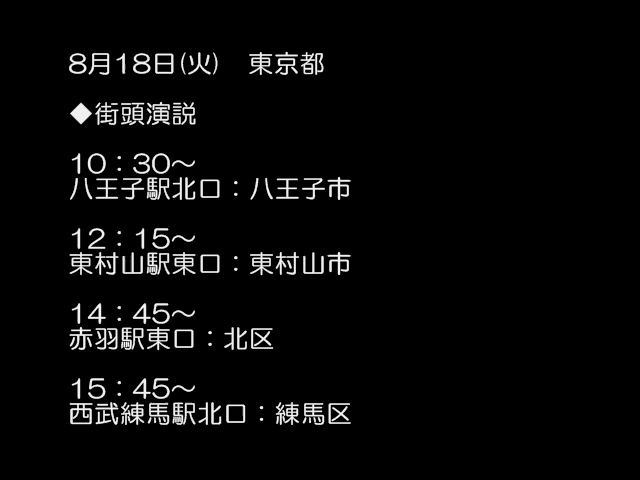 8月18日(火)　東京都
◆街頭演説
10：30～
八王子駅北口：八王子市
12：15～
東村山駅東口：東村山市
14：45～
赤羽駅東口：北区
15：45～
西武練馬駅北口：練馬区